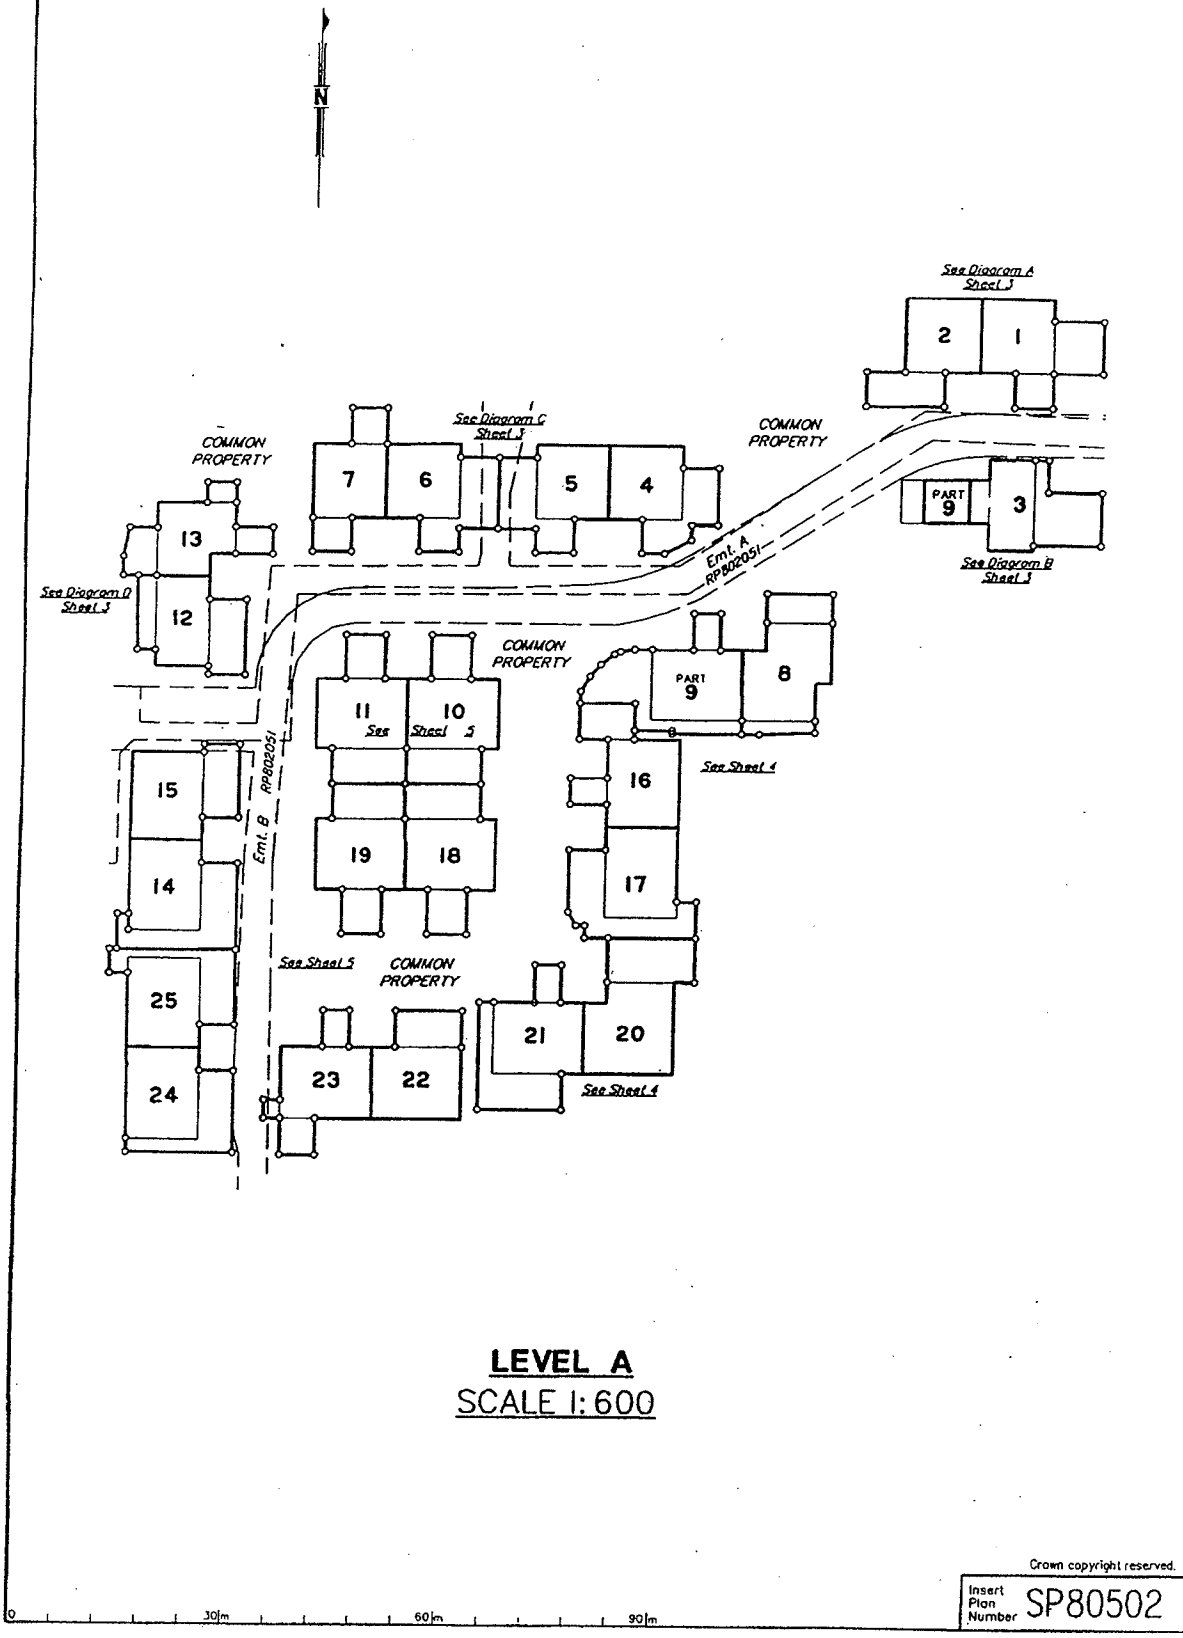 N
See Diagram A
Sheet 3
2
1
See Diagram C
Sheet 3
COMMON
PROPERTY
COMMON
PROPERTY
7
6
5
4
PART
9
3
13
Emt. A
RP802051
See Diagram B
Sheet 3
See Diagram D
Sheet 3
12
COMMON
PROPERTY
PART
9
8
11
10
See Sheet 5
Emt. B RP802051
See Sheet 4
15
16
19
18
14
17
See Sheet 5
COMMON
PROPERTY
25
21
20
23
22
24
See Sheet 4
LEVEL A
SCALE 1:600
Crown copyright reserved.
Insert
Plan
Number
SP80502
0
30m
60m
90m